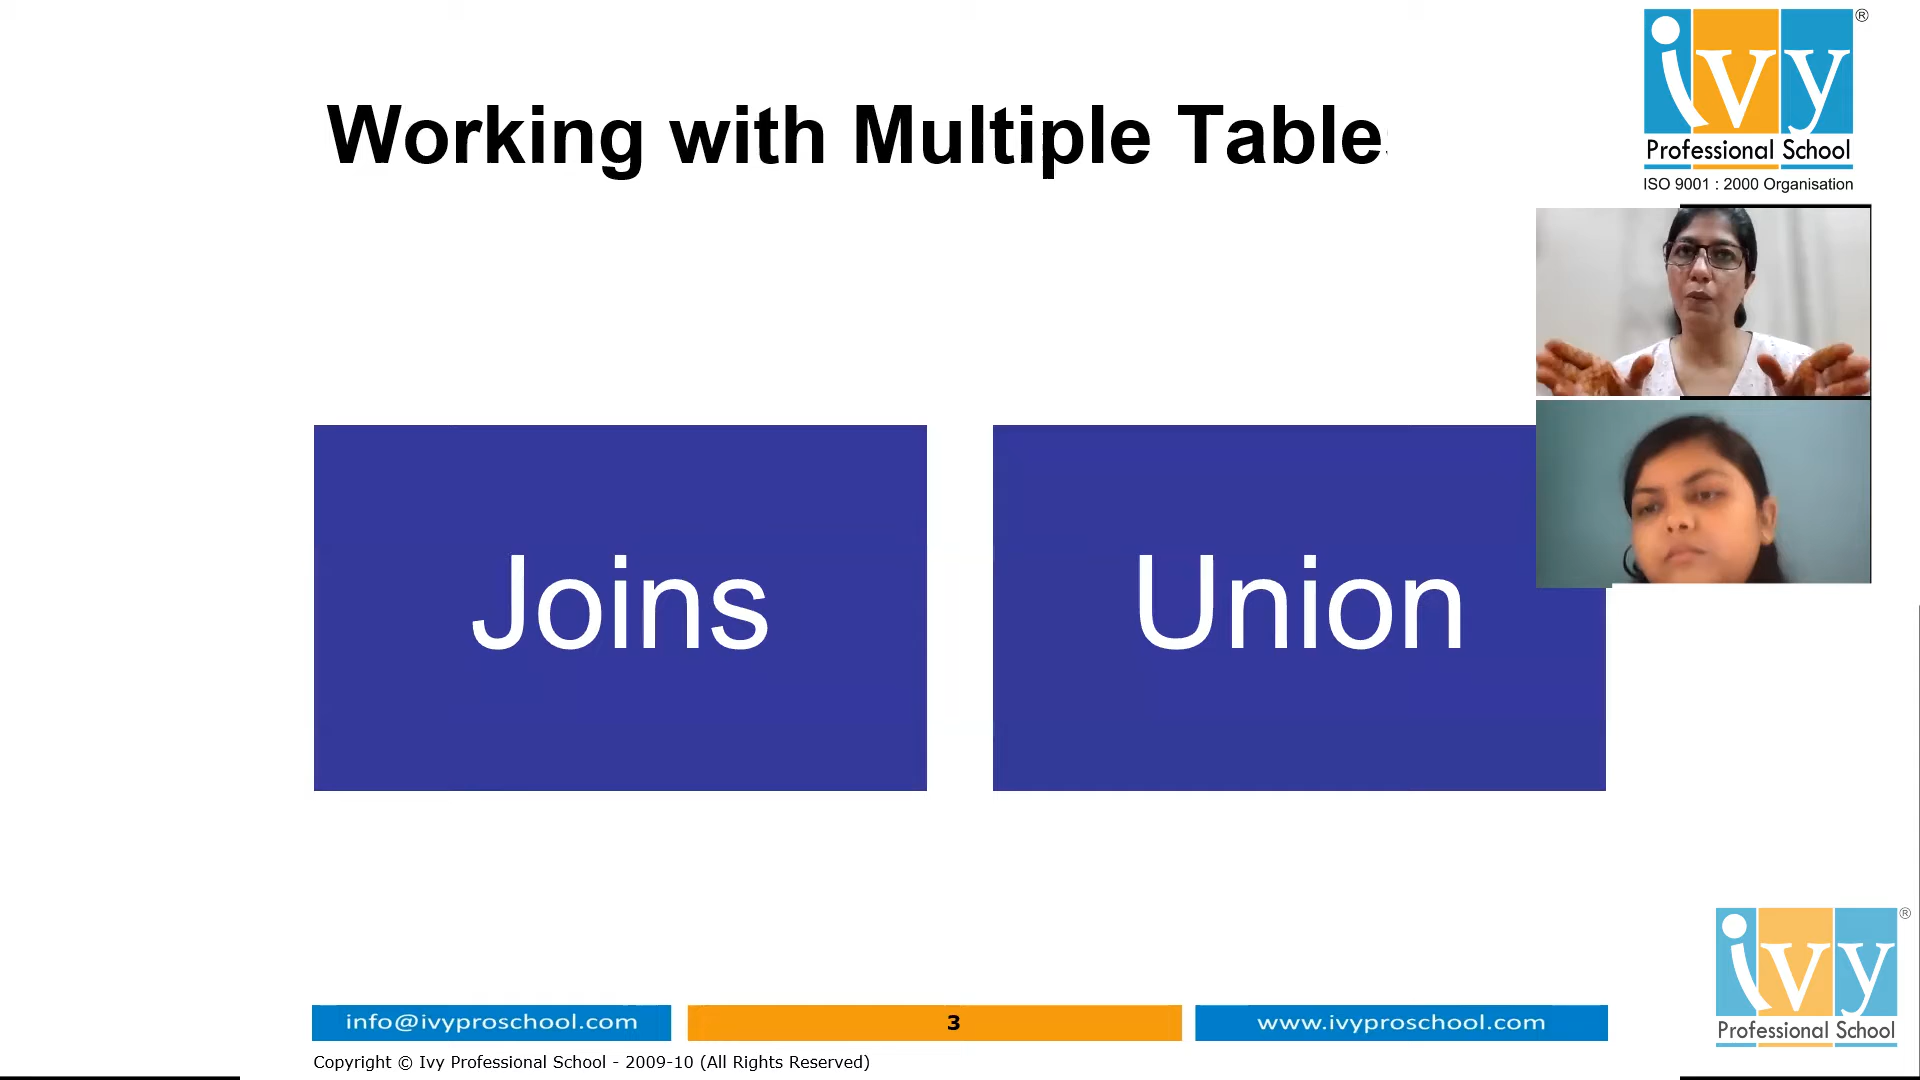 Working with Multiple Table
ivy®
Professional School
ISO 9001 : 2000 Organisation
Joins
Union
ivy®
Professional School
info@ivyproschool.com
3
www.ivyproschool.com
Copyright © Ivy Professional School - 2009-10 (All Rights Reserved)